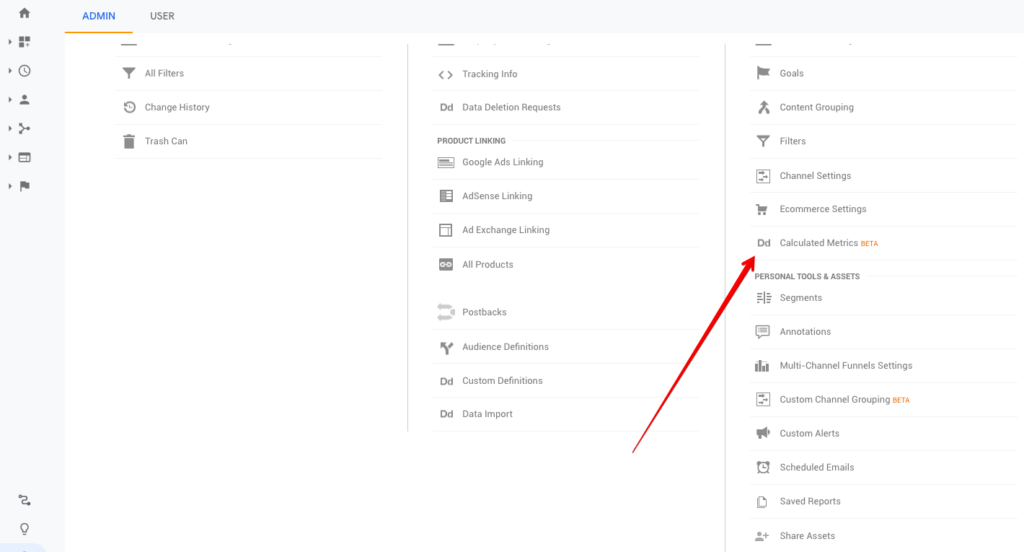 ADMIN USER
All Filters
Change History
Trash Can
Tracking Info
Dd Data Deletion Requests
PRODUCT LINKING
Google Ads Linking
AdSense Linking
Ad Exchange Linking
All Products
Postbacks
Audience Definitions
Dd Custom Definitions
Dd Data Import
Goals
Content Grouping
Filters
Channel Settings
Ecommerce Settings
Dd Calculated Metrics BETA
PERSONAL TOOLS & ASSETS
Segments
Annotations
Multi-Channel Funnels Settings
Custom Channel Grouping BETA
Custom Alerts
Scheduled Emails
Saved Reports
Share Assets